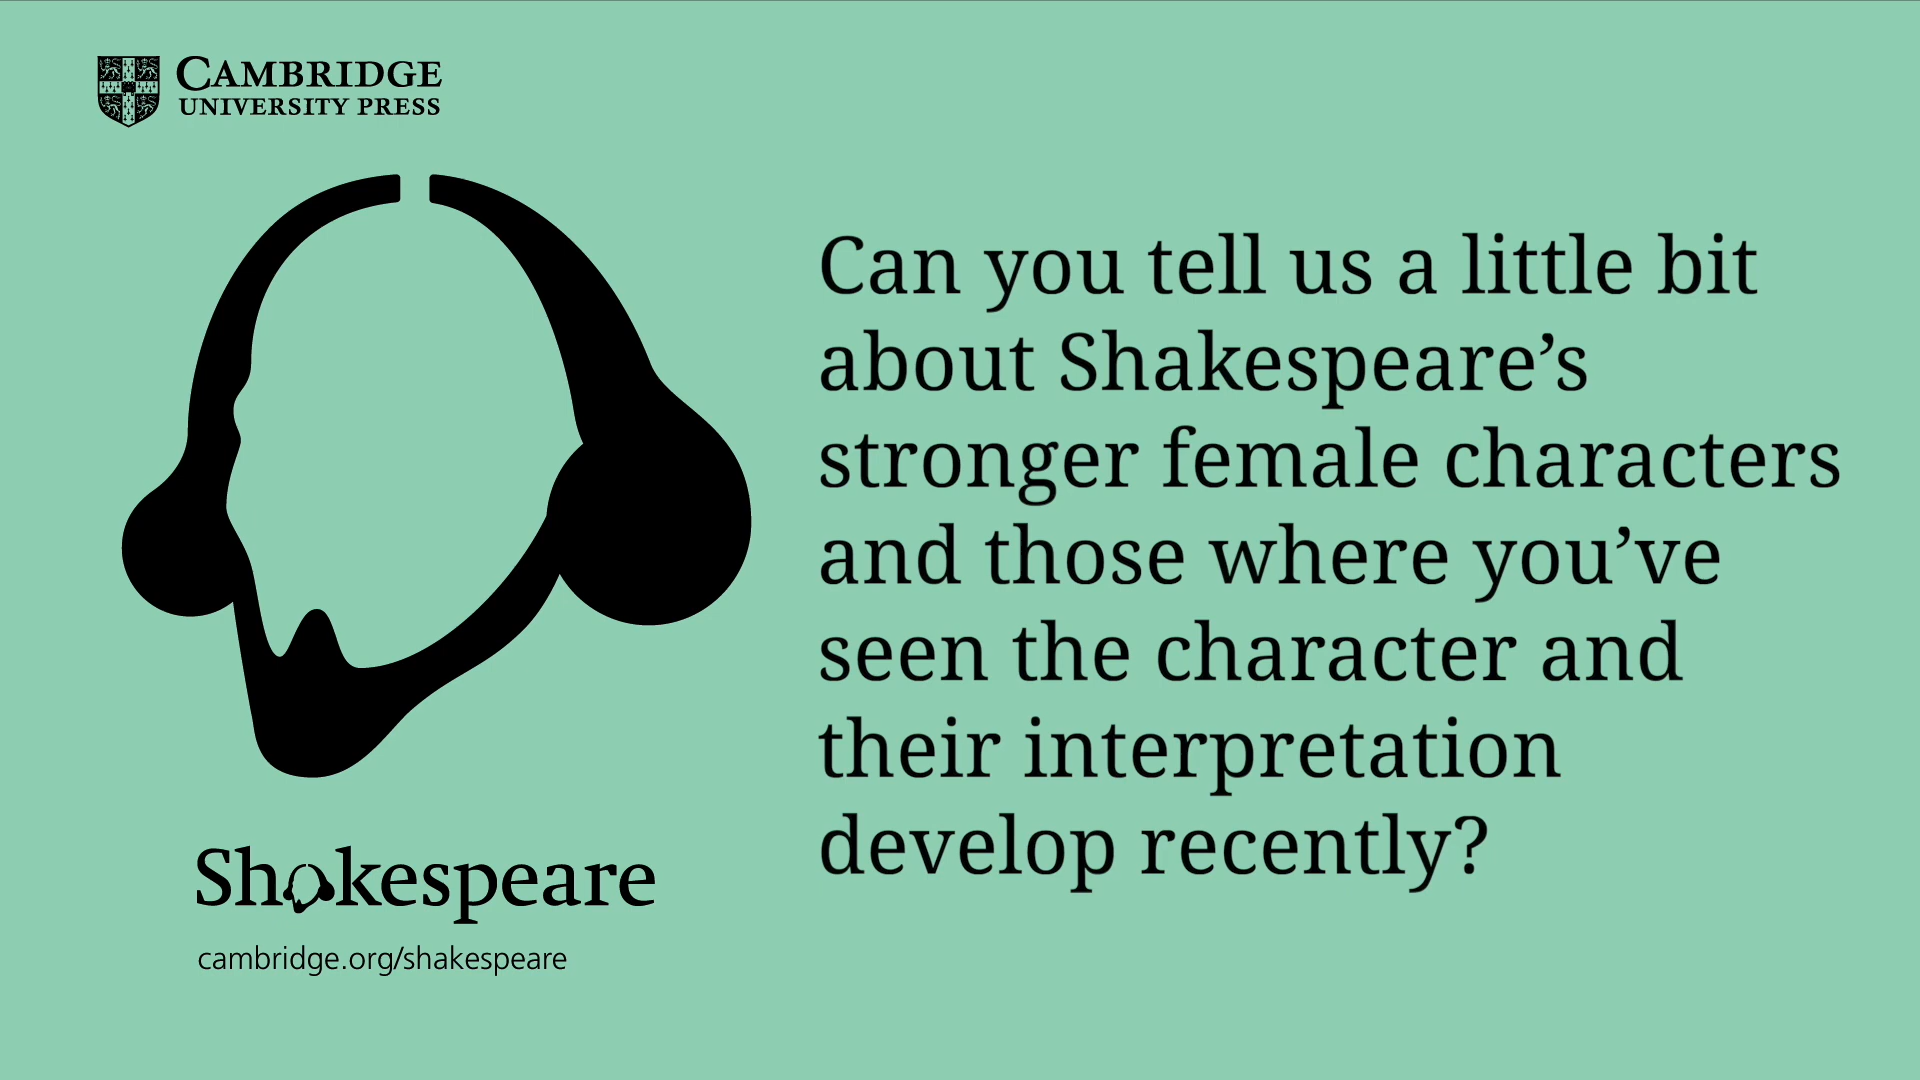 CAMBRIDGE
UNIVERSITY PRESS
Can you tell us a little bit
about Shakespeare’s
stronger female characters
and those where you’ve
seen the character and
their interpretation
develop recently?
Shakespeare
cambridge.org/shakespeare